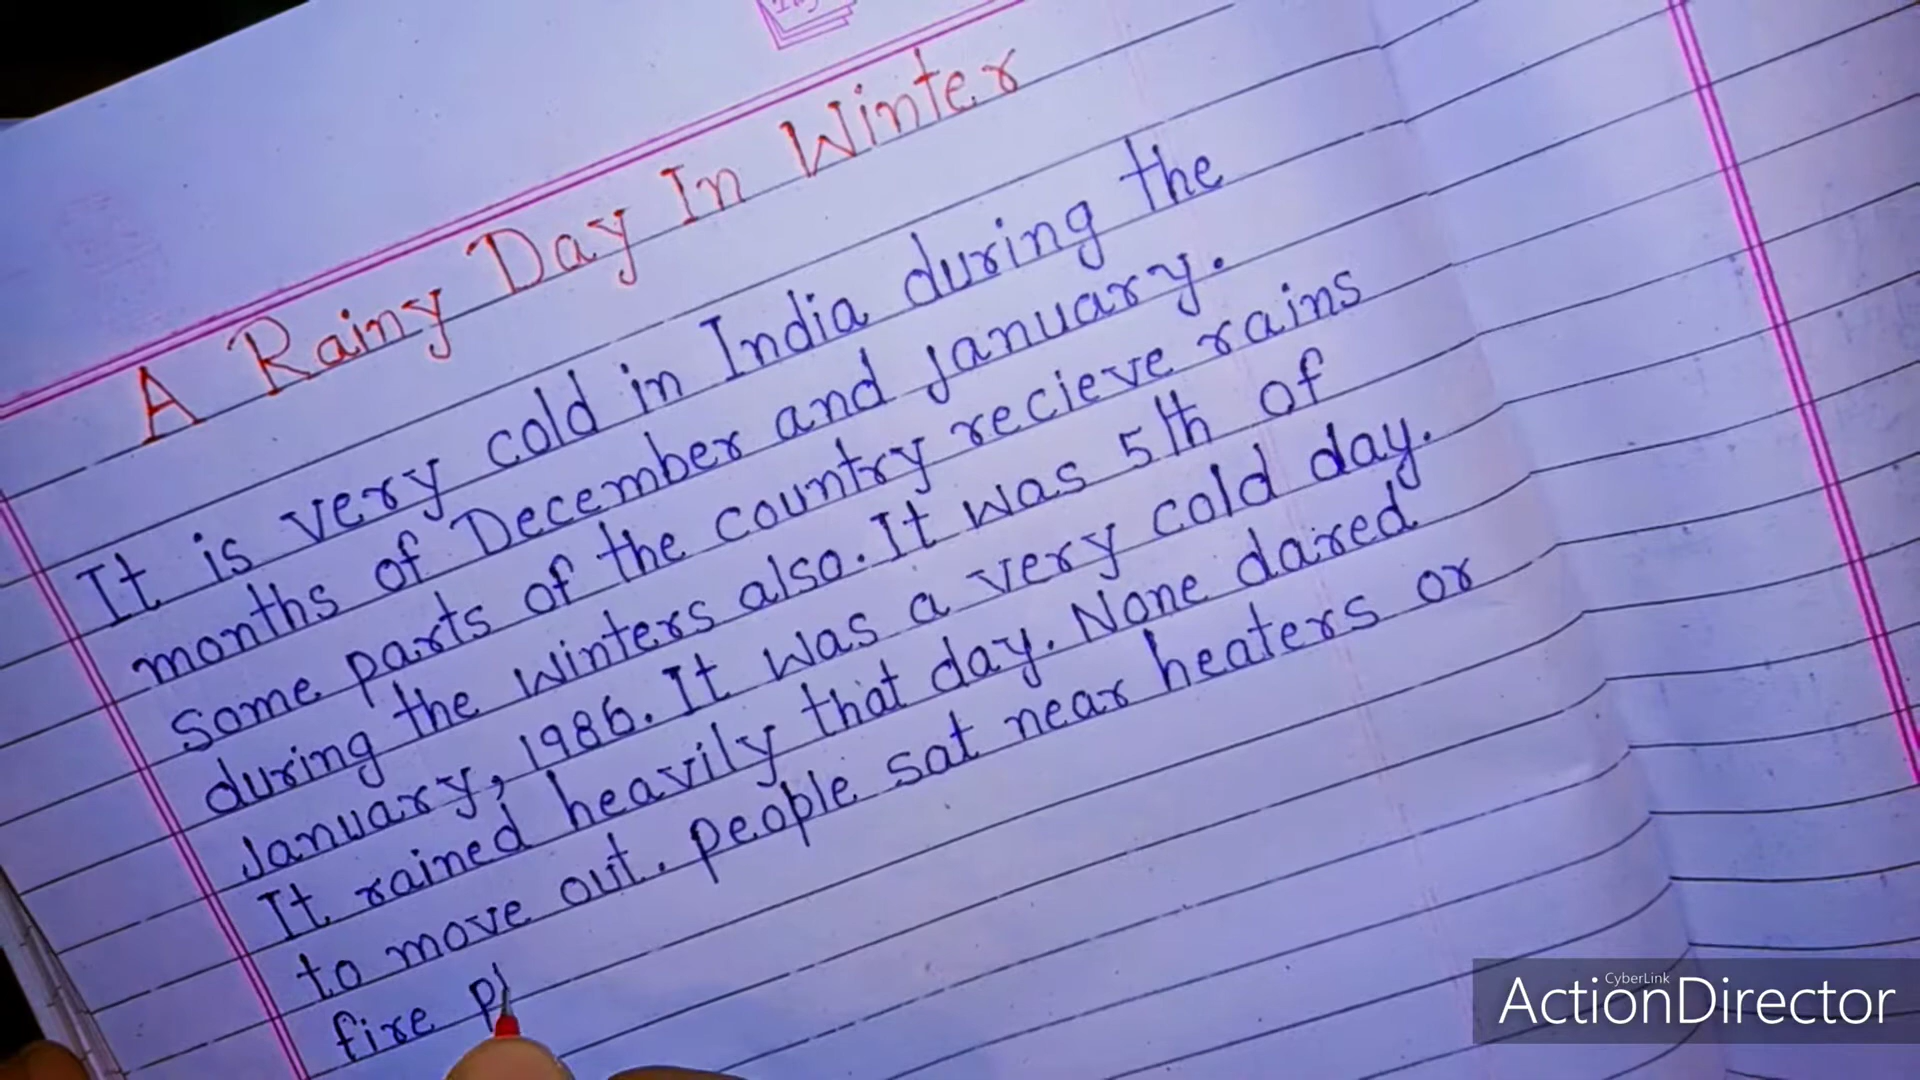 A Rainy Day In Winter
It is very cold in India during the
months of December and January.
Some parts of the country recieve rains
during the winters also. It was 5th of
January, 1986. It was a very cold day.
It rained heavily that day. None dared
to move out. people sat near heaters or
fire
CyberLink
ActionDirector